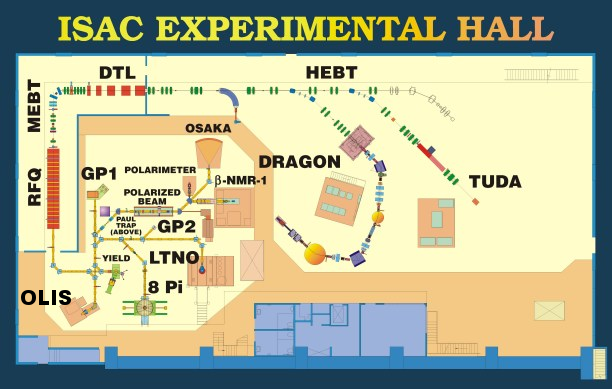 ISAC EXPERIMENTAL HALL
DTL
HEBT
MEBT
OSAKA
RFQ
GP1
POLARIMETER
β-NMR-1
DRAGON
TUDA
POLARIZED
BEAM
PAUL
TRAP
(ABOVE)
GP2
YIELD
LTNO
OLIS
8 Pi